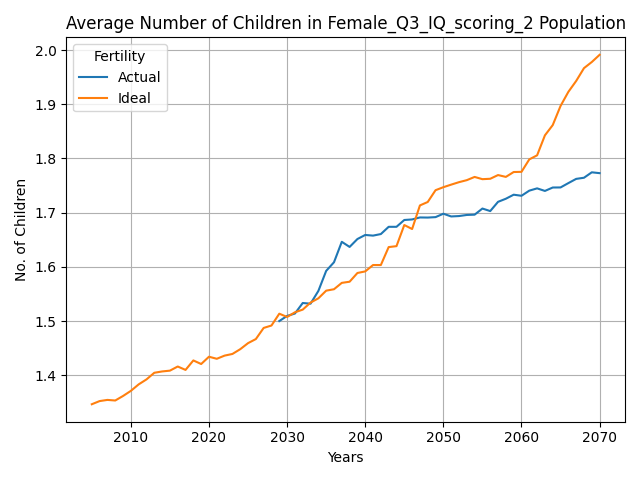 Average Number of Children in Female_Q3_IQ_scoring_2 Population
Fertility
Actual
Ideal
No. of Children
2.0
1.9
1.8
1.7
1.6
1.5
1.4
2010
2020
2030
2040
2050
2060
2070
Years